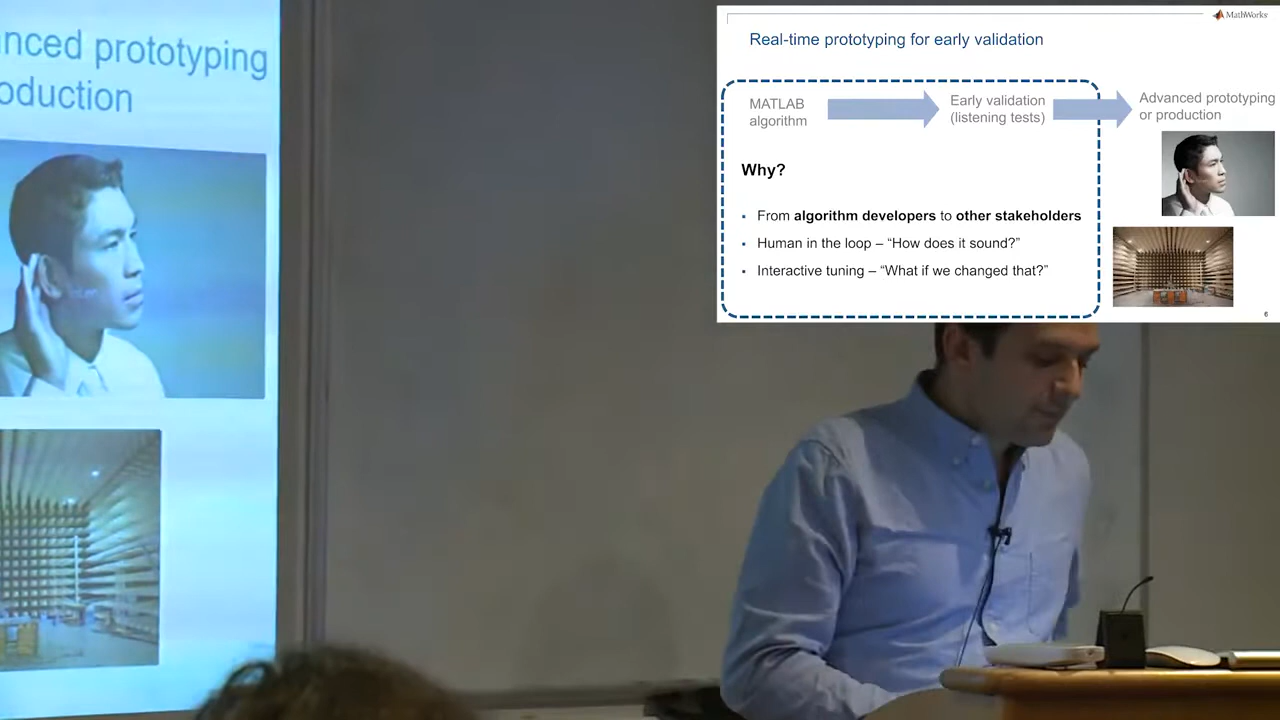 nced prototyping
oduction
MathWorks
Real-time prototyping for early validation
MATLAB
algorithm
Early validation
(listening tests)
Advanced prototyping
or production
Why?
▪ From algorithm developers to other stakeholders
▪ Human in the loop – “How does it sound?”
▪ Interactive tuning – “What if we changed that?”
6